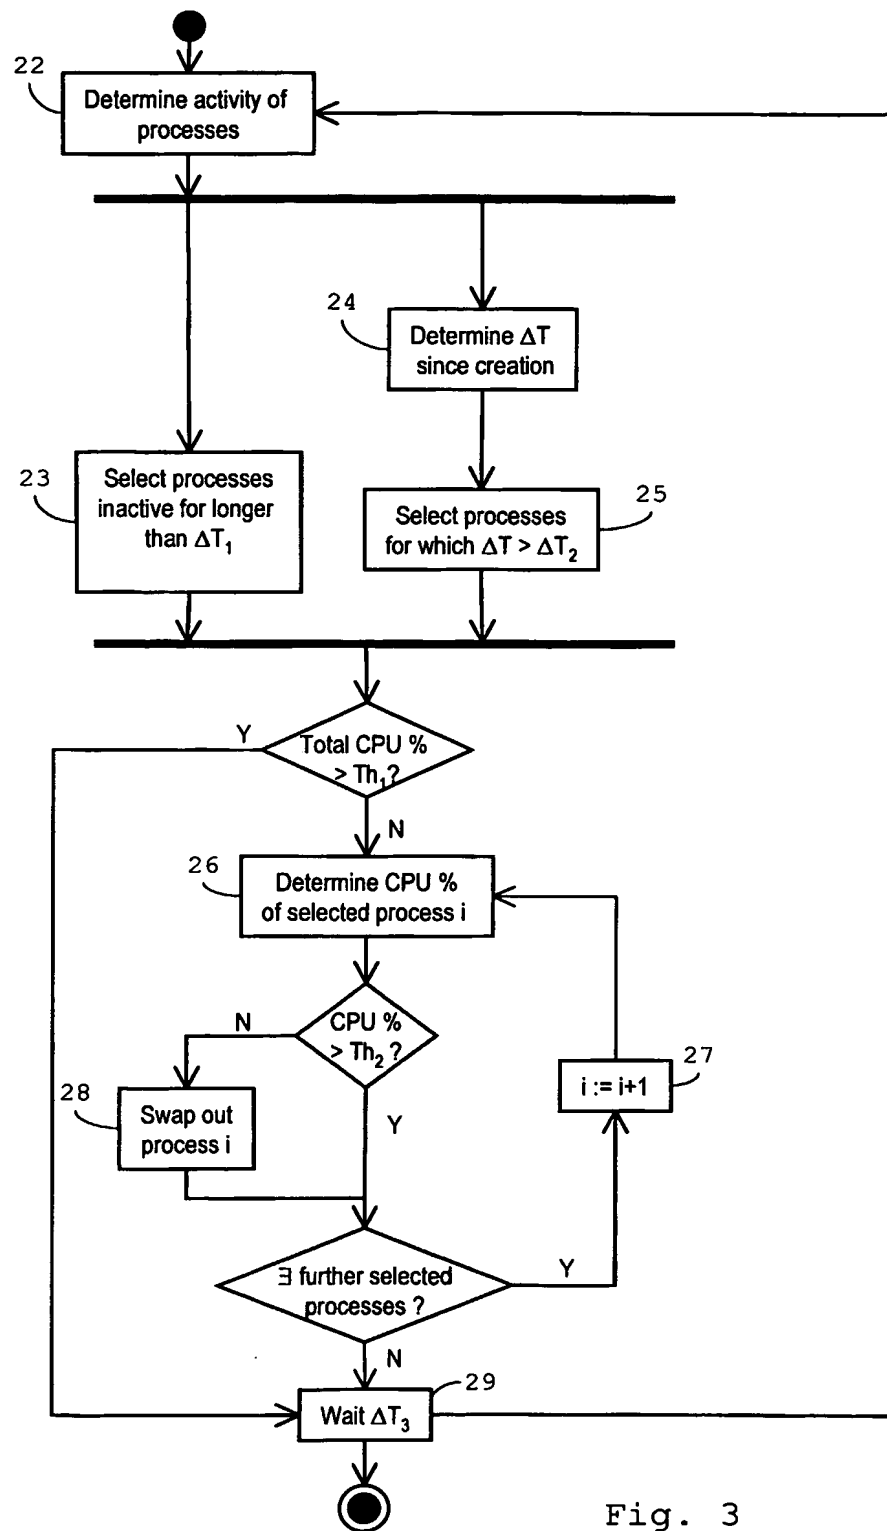 22
Determine activity of
processes
24
Determine ΔT
since creation
23
Select processes
inactive for longer
than ΔT₁
25
Select processes
for which ΔT > ΔT₂
Y
Total CPU %
> Th₁?
N
26
Determine CPU %
of selected process i
N
CPU %
> Th₂ ?
Y
27
i := i+1
28
Swap out
process i
∃ further selected
processes ?
Y
N
29
Wait ΔT₃
Fig. 3